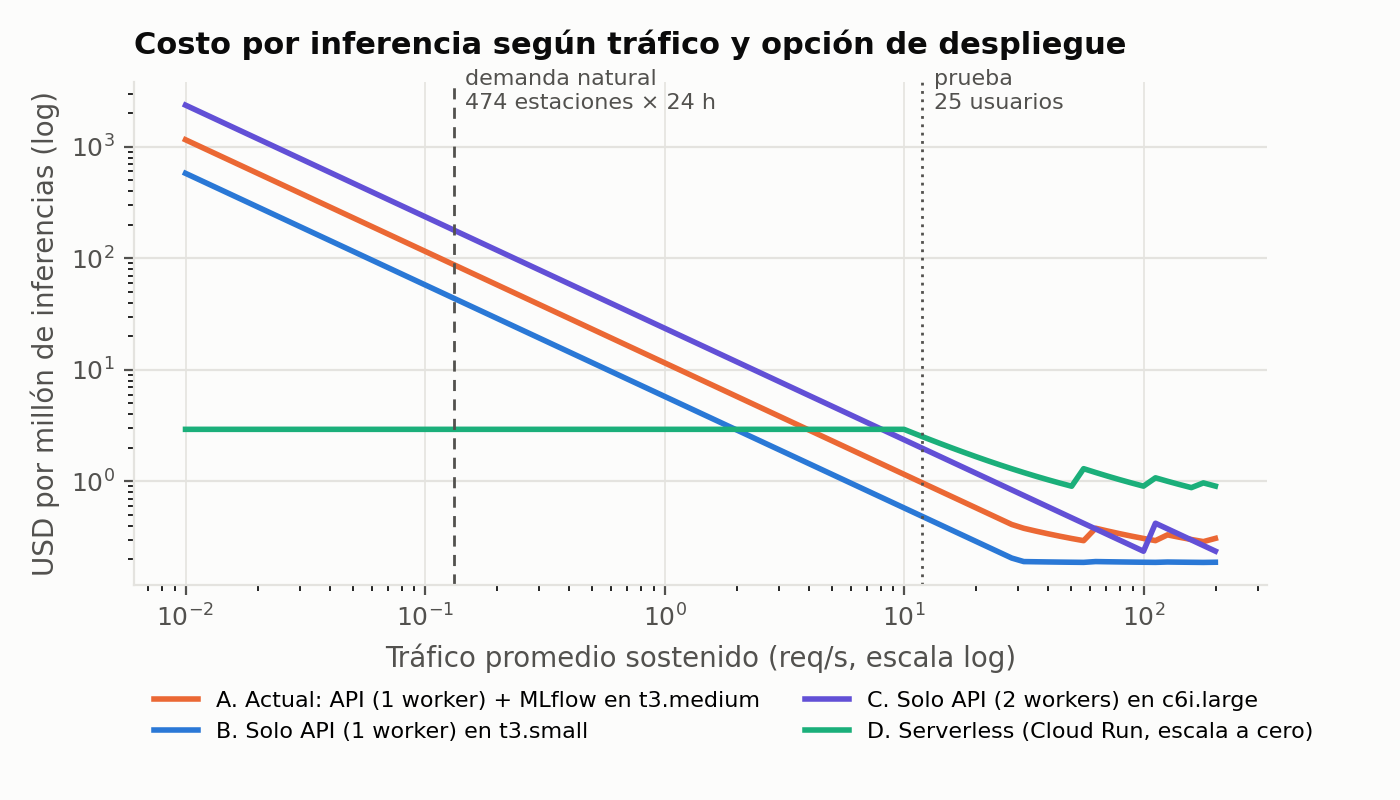 Costo por inferencia según tráfico y opción de despliegue
demanda natural
474 estaciones × 24 h
prueba
25 usuarios
USD por millón de inferencias (log)
10³
10²
10¹
10⁰
10⁻²
10⁻¹
10⁰
10¹
10²
Tráfico promedio sostenido (req/s, escala log)
A. Actual: API (1 worker) + MLflow en t3.medium
B. Solo API (1 worker) en t3.small
C. Solo API (2 workers) en c6i.large
D. Serverless (Cloud Run, escala a cero)